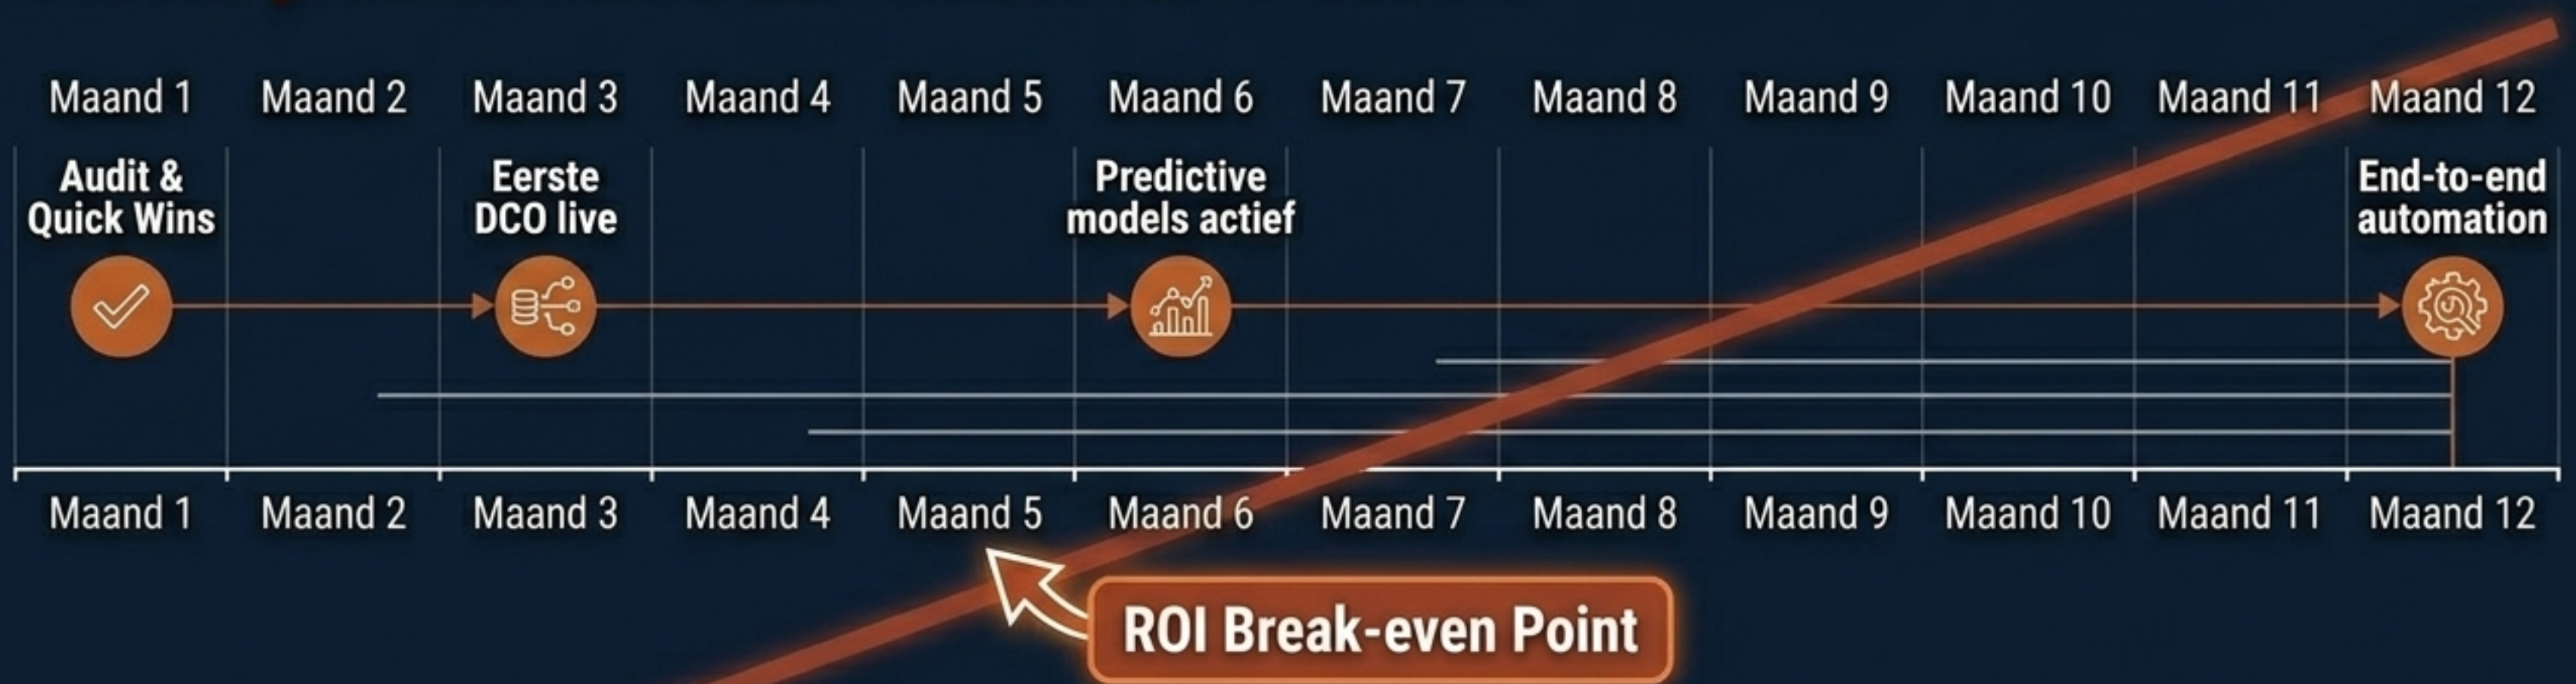 Maand 1 Maand 2 Maand 3 Maand 4 Maand 5 Maand 6 Maand 7 Maand 8 Maand 9 Maand 10 Maand 11 Maand 12
Audit &
Quick Wins
Eerste
DCO live
Predictive
models actief
End-to-end
automation
Maand 1 Maand 2 Maand 3 Maand 4 Maand 5 Maand 6 Maand 7 Maand 8 Maand 9 Maand 10 Maand 11 Maand 12
ROI Break-even Point